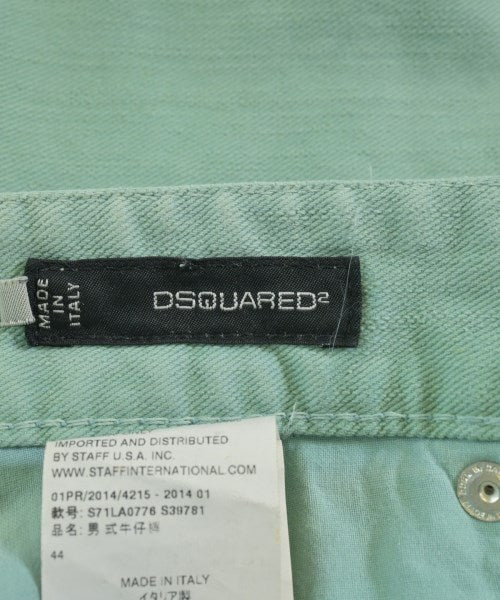 MADE
IN
ITALY
DSQUARED2
IMPORTED AND DISTRIBUTED
BY STAFF U.S.A. INC.
WWW.STAFFINTERNATIONAL.COM
01PR/2014/4215 - 2014 01
款号: S71LA0776 S39781
品名: 男式牛仔裤
44
MADE IN ITALY
イタリア製